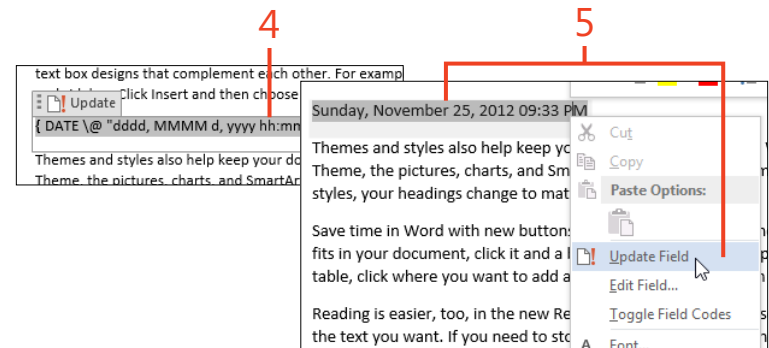 4
5
text box designs that complement each other. For examp
Click Insert and then choose
Update
{ DATE \@ "dddd, MMMM d, yyyy hh:mm
Themes and styles also help keep your do
Theme, the pictures, charts, and SmartAr
Sunday, November 25, 2012 09:33 PM
Themes and styles also help keep yo
Theme, the pictures, charts, and Sm
styles, your headings change to mat
Save time in Word with new button
fits in your document, click it and a l
table, click where you want to add a
Reading is easier, too, in the new Re
the text you want. If you need to sto
Cut
Copy
Paste Options:
Update Field
Edit Field...
Toggle Field Codes
A Font...